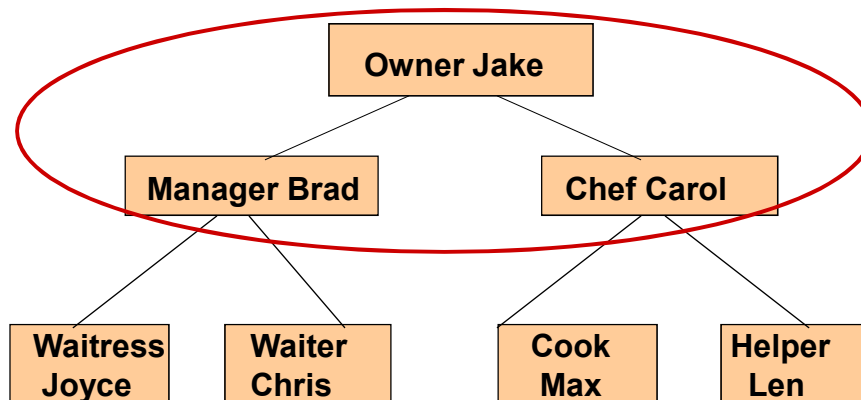 Owner Jake
Manager Brad
Chef Carol
Waitress
Joyce
Waiter
Chris
Cook
Max
Helper
Len